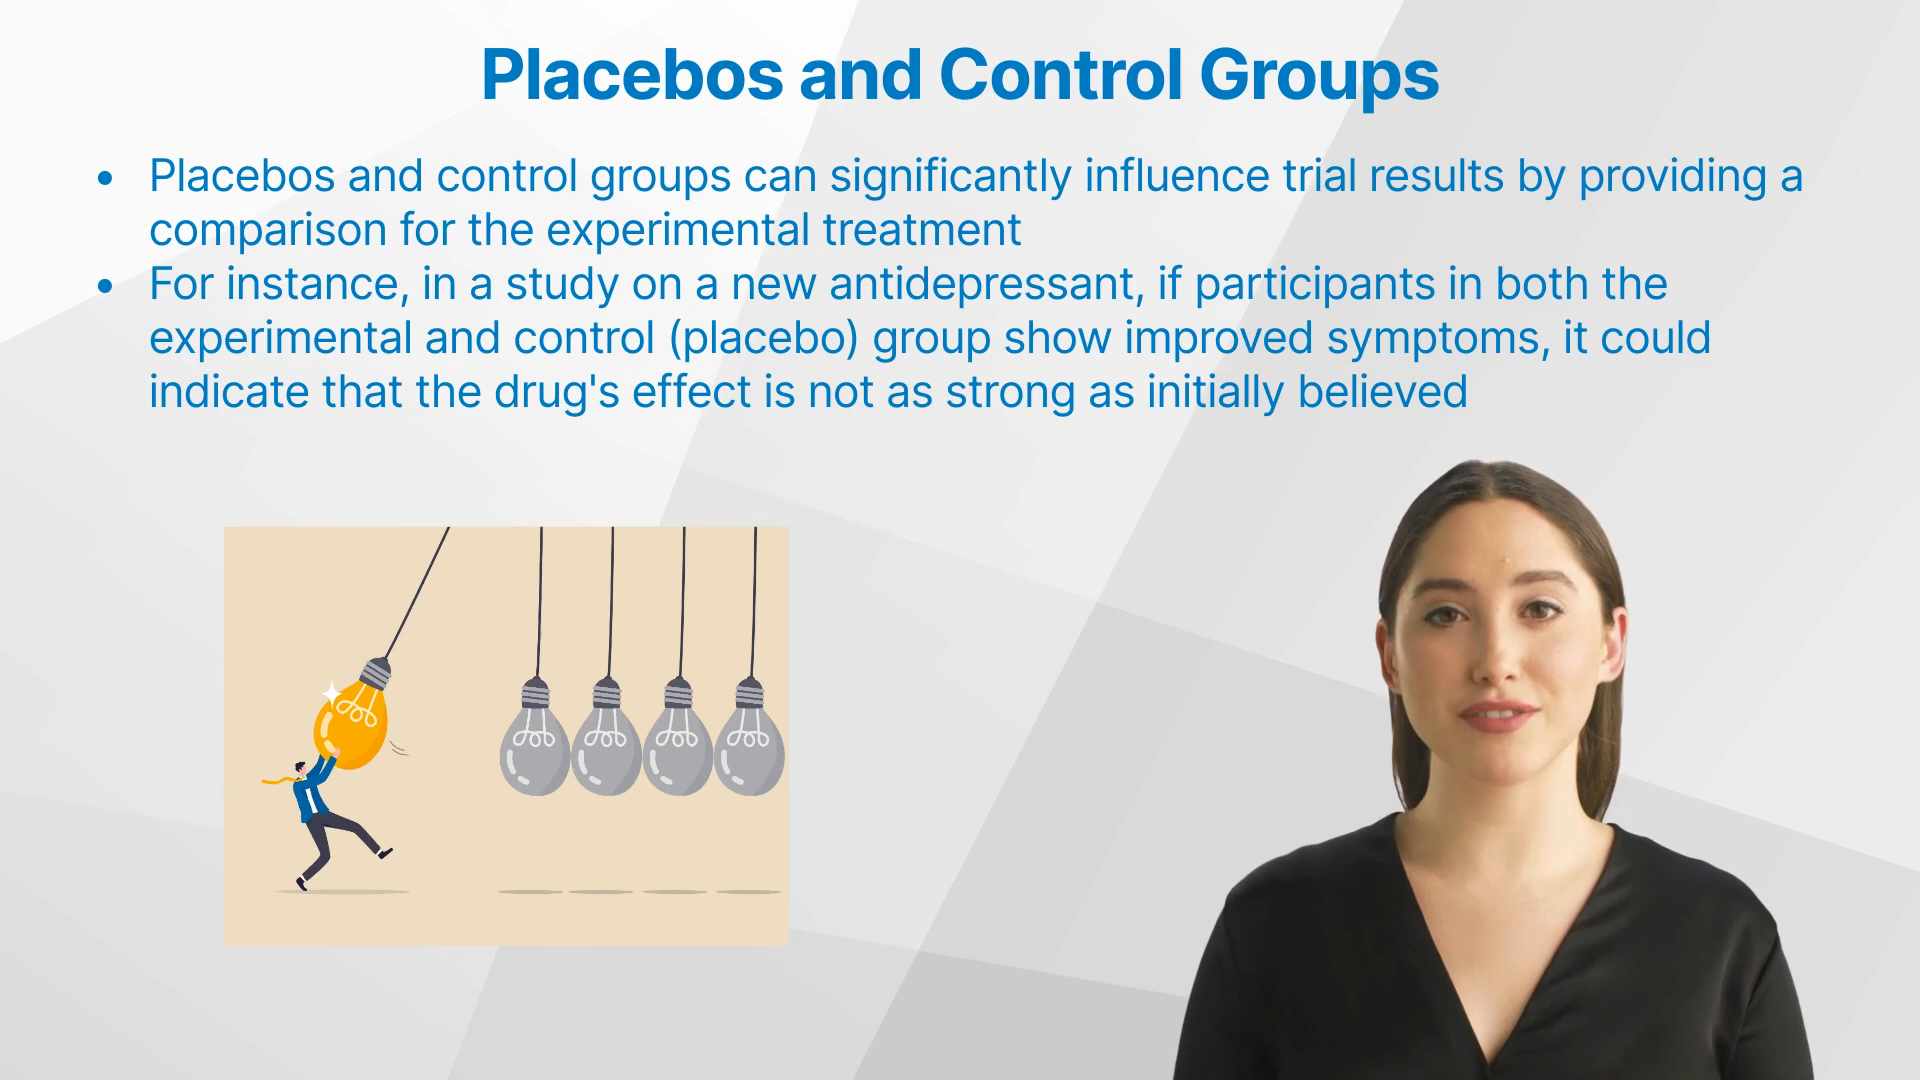 Placebos and Control Groups
• Placebos and control groups can significantly influence trial results by providing a
comparison for the experimental treatment
• For instance, in a study on a new antidepressant, if participants in both the
experimental and control (placebo) group show improved symptoms, it could
indicate that the drug's effect is not as strong as initially believed